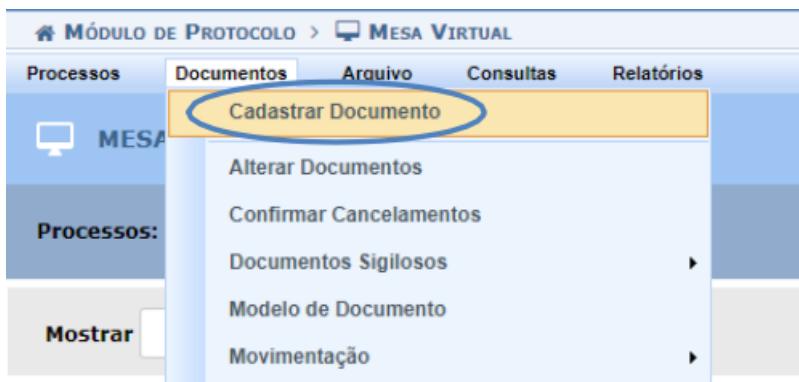 MÓDULO DE PROTOCOLO > MESA VIRTUAL
Processos Documentos Arquivo Consultas Relatórios
Cadastrar Documento
MESA
Alterar Documentos
Confirmar Cancelamentos
Processos:
Documentos Sigilosos
Modelo de Documento
Mostrar
Movimentação